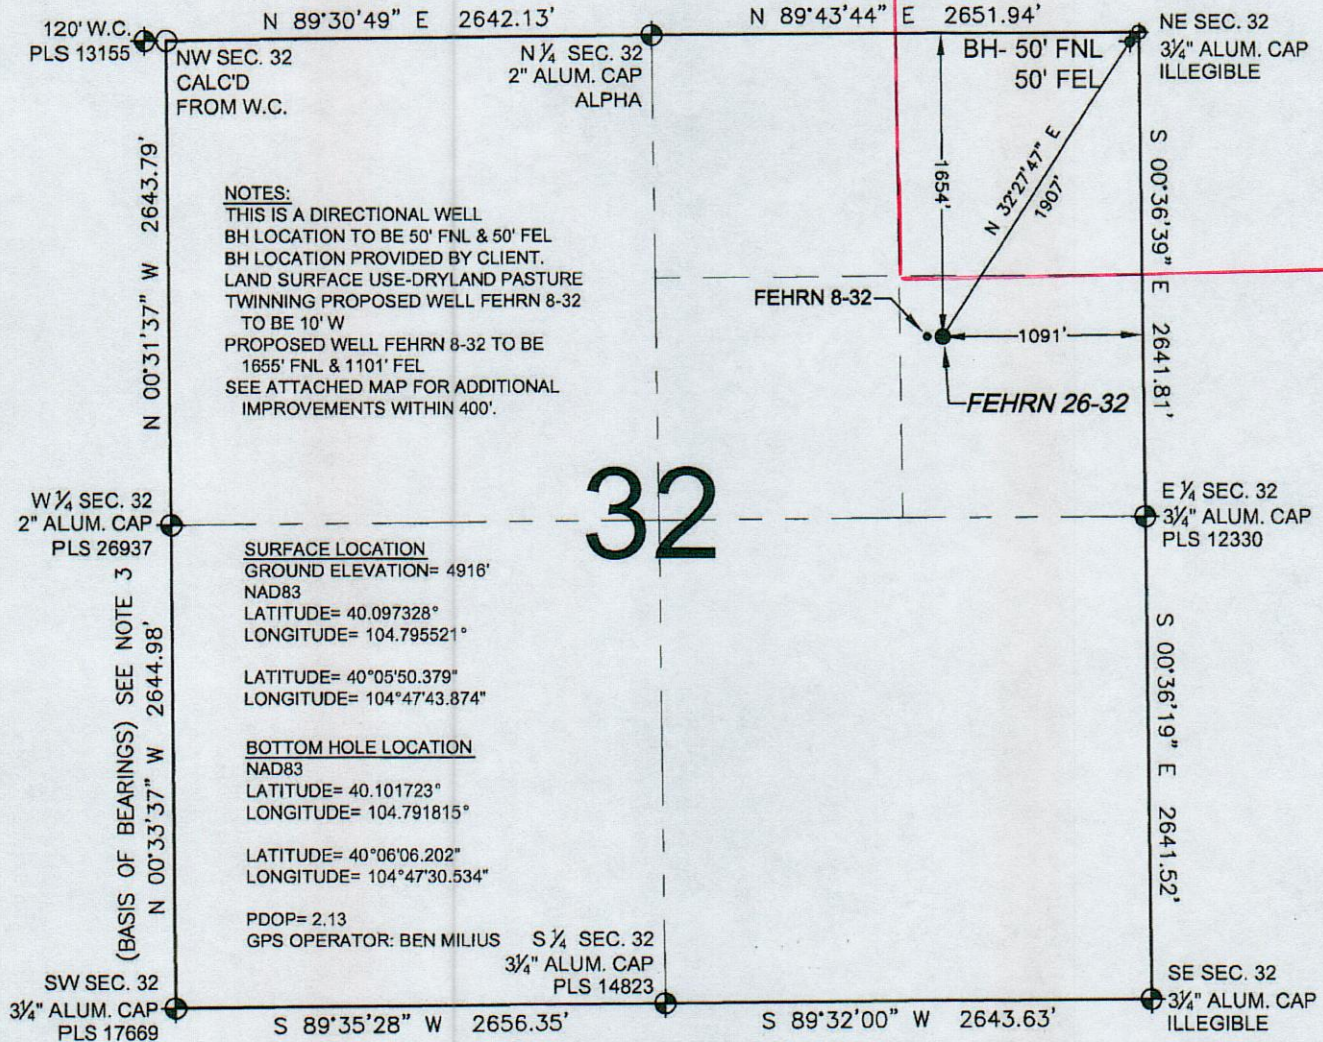 N 89°30'49" E 2642.13'
N 89°43'44" E 2651.94'
120' W.C.
PLS 13155
NW SEC. 32
CALC'D
FROM W.C.
N ¼ SEC. 32
2" ALUM. CAP
ALPHA
BH- 50' FNL
50' FEL
NE SEC. 32
3¼" ALUM. CAP
ILLEGIBLE
N 00°31'37" W 2643.79'
NOTES:
THIS IS A DIRECTIONAL WELL
BH LOCATION TO BE 50' FNL & 50' FEL
BH LOCATION PROVIDED BY CLIENT.
LAND SURFACE USE-DRYLAND PASTURE
TWINNING PROPOSED WELL FEHRN 8-32
TO BE 10' W
PROPOSED WELL FEHRN 8-32 TO BE
1655' FNL & 1101' FEL
SEE ATTACHED MAP FOR ADDITIONAL
IMPROVEMENTS WITHIN 400'.
1654'
N 32°27'47" E
1907'
S 00°36'39" E 2641.81'
FEHRN 8-32
1091'
FEHRN 26-32
32
W ¼ SEC. 32
2" ALUM. CAP
PLS 26937
E ¼ SEC. 32
3¼" ALUM. CAP
PLS 12330
(BASIS OF BEARINGS) SEE NOTE 3
N 00°33'37" W 2644.98'
SURFACE LOCATION
GROUND ELEVATION= 4916'
NAD83
LATITUDE= 40.097328°
LONGITUDE= 104.795521°
LATITUDE= 40°05'50.379"
LONGITUDE= 104°47'43.874"
BOTTOM HOLE LOCATION
NAD83
LATITUDE= 40.101723°
LONGITUDE= 104.791815°
LATITUDE= 40°06'06.202"
LONGITUDE= 104°47'30.534"
PDOP= 2.13
GPS OPERATOR: BEN MILIUS
S 00°36'19" E 2641.52'
S ¼ SEC. 32
3¼" ALUM. CAP
PLS 14823
SW SEC. 32
3¼" ALUM. CAP
PLS 17669
SE SEC. 32
3¼" ALUM. CAP
ILLEGIBLE
S 89°35'28" W 2656.35'
S 89°32'00" W 2643.63'